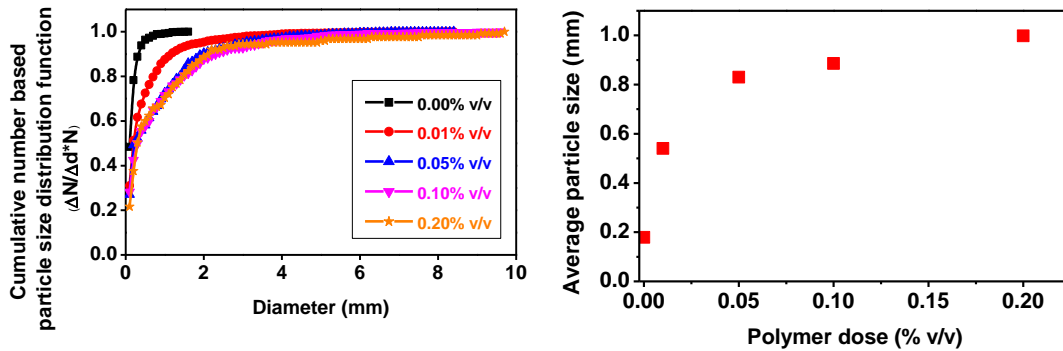 Cumulative number based
particle size distribution function
(ΔN/Δd*N)
1.0
0.8
0.6
0.4
0.2
0.0
0 2 4 6 8 10
Diameter (mm)
0.00% v/v
0.01% v/v
0.05% v/v
0.10% v/v
0.20% v/v
Average particle size (mm)
1.0
0.8
0.6
0.4
0.2
0.0
0.00 0.05 0.10 0.15 0.20
Polymer dose (% v/v)